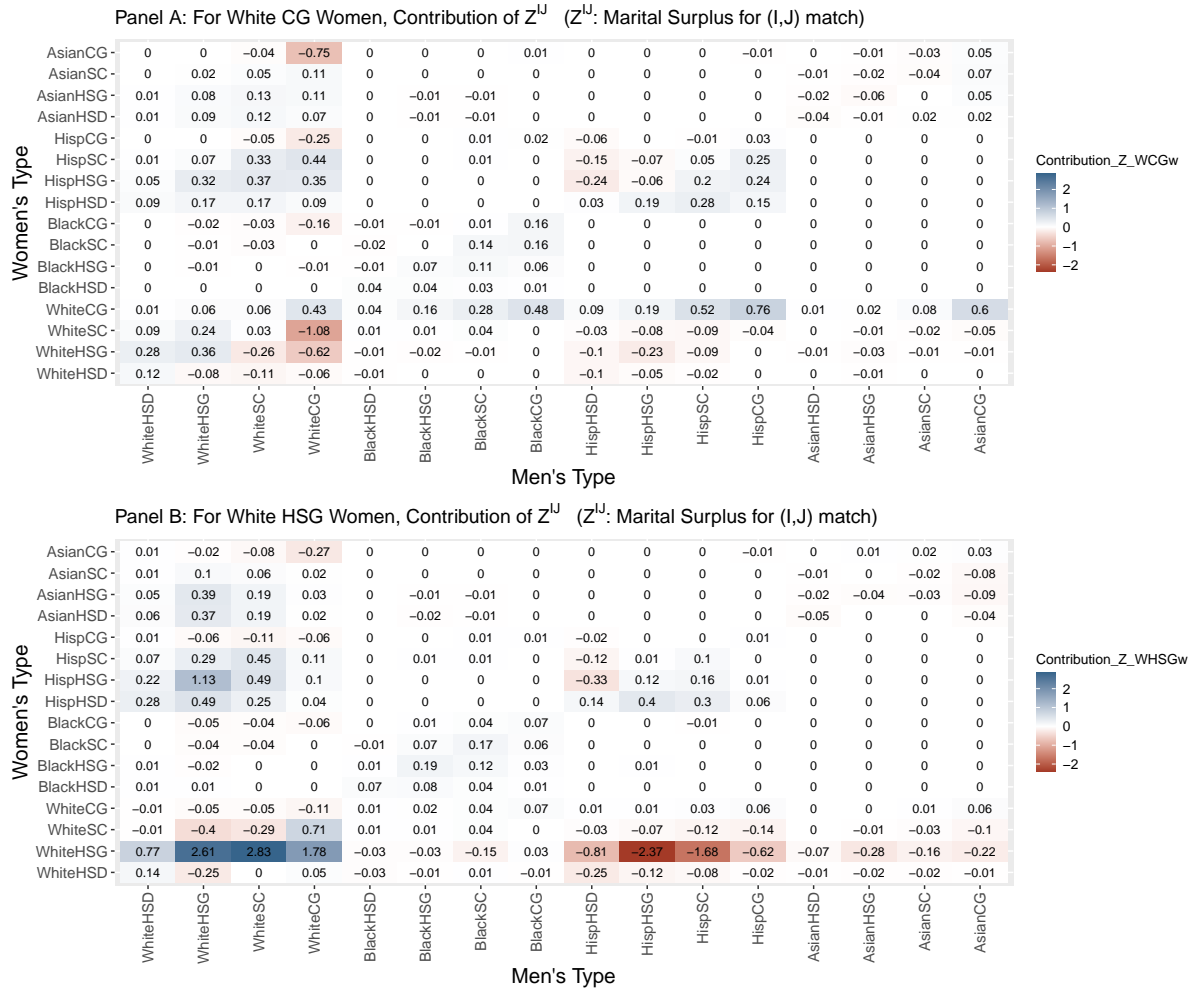 Panel A: For White CG Women, Contribution of Z^IJ (Z^IJ: Marital Surplus for (I,J) match)
AsianCG 0 0 −0.04 −0.75 0 0 0 0.01 0 0 0 −0.01 0 −0.01 −0.03 0.05
AsianSC 0 0.02 0.05 0.11 0 0 0 0 0 0 0 0 −0.01 −0.02 −0.04 0.07
AsianHSG 0.01 0.08 0.13 0.11 0 −0.01 −0.01 0 0 0 0 0 −0.02 −0.06 0 0.05
AsianHSD 0.01 0.09 0.12 0.07 0 −0.01 −0.01 0 0 0 0 0 −0.04 −0.01 0.02 0.02
HispCG 0 0 −0.05 −0.25 0 0 0.01 0.02 −0.06 0 −0.01 0.03 0 0 0 0
HispSC 0.01 0.07 0.33 0.44 0 0 0.01 0 −0.15 −0.07 0.05 0.25 0 0 0 0
HispHSG 0.05 0.32 0.37 0.35 0 0 0 0 −0.24 −0.06 0.2 0.24 0 0 0 0
HispHSD 0.09 0.17 0.17 0.09 0 0 0 0 0.03 0.19 0.28 0.15 0 0 0 0
BlackCG 0 −0.02 −0.03 −0.16 −0.01 −0.01 0.01 0.16 0 0 0 0 0 0 0 0
BlackSC 0 −0.01 −0.03 0 −0.02 0 0.14 0.16 0 0 0 0 0 0 0 0
BlackHSG 0 −0.01 0 −0.01 −0.01 0.07 0.11 0.06 0 0 0 0 0 0 0 0
BlackHSD 0 0 0 0 0.04 0.04 0.03 0.01 0 0 0 0 0 0 0 0
WhiteCG 0.01 0.06 0.06 0.43 0.04 0.16 0.28 0.48 0.09 0.19 0.52 0.76 0.01 0.02 0.08 0.6
WhiteSC 0.09 0.24 0.03 −1.08 0.01 0.01 0.04 0 −0.03 −0.08 −0.09 −0.04 0 −0.01 −0.02 −0.05
WhiteHSG 0.28 0.36 −0.26 −0.62 −0.01 −0.02 −0.01 0 −0.1 −0.23 −0.09 0 −0.01 −0.03 −0.01 −0.01
WhiteHSD 0.12 −0.08 −0.11 −0.06 −0.01 0 0 0 −0.1 −0.05 −0.02 0 0 −0.01 0 0
Women's Type
WhiteHSD WhiteHSG WhiteSC WhiteCG BlackHSD BlackHSG BlackSC BlackCG HispHSD HispHSG HispSC HispCG AsianHSD AsianHSG AsianSC AsianCG
Men's Type
Contribution_Z_WCGw
2
1
0
−1
−2
Panel B: For White HSG Women, Contribution of Z^IJ (Z^IJ: Marital Surplus for (I,J) match)
AsianCG 0.01 −0.02 −0.08 −0.27 0 0 0 0 0 0 0 −0.01 0 0.01 0.02 0.03
AsianSC 0.01 0.1 0.06 0.02 0 0 0 0 0 0 0 0 −0.01 0 −0.02 −0.08
AsianHSG 0.05 0.39 0.19 0.03 0 −0.01 −0.01 0 0 0 0 0 −0.02 −0.04 −0.03 −0.09
AsianHSD 0.06 0.37 0.19 0.02 0 −0.02 −0.01 0 0 0 0 0 −0.05 0 0 −0.04
HispCG 0.01 −0.06 −0.11 −0.06 0 0 0.01 0.01 −0.02 0 0 0.01 0 0 0 0
HispSC 0.07 0.29 0.45 0.11 0 0.01 0.01 0 −0.12 0.01 0.1 0 0 0 0 0
HispHSG 0.22 1.13 0.49 0.1 0 0.01 0 0 −0.33 0.12 0.16 0.01 0 0 0 0
HispHSD 0.28 0.49 0.25 0.04 0 0 0 0 0.14 0.4 0.3 0.06 0 0 0 0
BlackCG 0 −0.05 −0.04 −0.06 0 0.01 0.04 0.07 0 0 −0.01 0 0 0 0 0
BlackSC 0 −0.04 −0.04 0 −0.01 0.07 0.17 0.06 0 0 0 0 0 0 0 0
BlackHSG 0.01 −0.02 0 0 0.01 0.19 0.12 0.03 0 0.01 0 0 0 0 0 0
BlackHSD 0.01 0.01 0 0 0.07 0.08 0.04 0.01 0 0 0 0 0 0 0 0
WhiteCG −0.01 −0.05 −0.05 −0.11 0.01 0.02 0.04 0.07 0.01 0.01 0.03 0.06 0 0 0.01 0.06
WhiteSC −0.01 −0.4 −0.29 0.71 0.01 0.01 0.04 0 −0.03 −0.07 −0.12 −0.14 0 −0.01 −0.03 −0.1
WhiteHSG 0.77 2.61 2.83 1.78 −0.03 −0.03 −0.15 0.03 −0.81 −2.37 −1.68 −0.62 −0.07 −0.28 −0.16 −0.22
WhiteHSD 0.14 −0.25 0 0.05 −0.03 −0.01 0.01 −0.01 −0.25 −0.12 −0.08 −0.02 −0.01 −0.02 −0.02 −0.01
Women's Type
WhiteHSD WhiteHSG WhiteSC WhiteCG BlackHSD BlackHSG BlackSC BlackCG HispHSD HispHSG HispSC HispCG AsianHSD AsianHSG AsianSC AsianCG
Men's Type
Contribution_Z_WHSGw
2
1
0
−1
−2